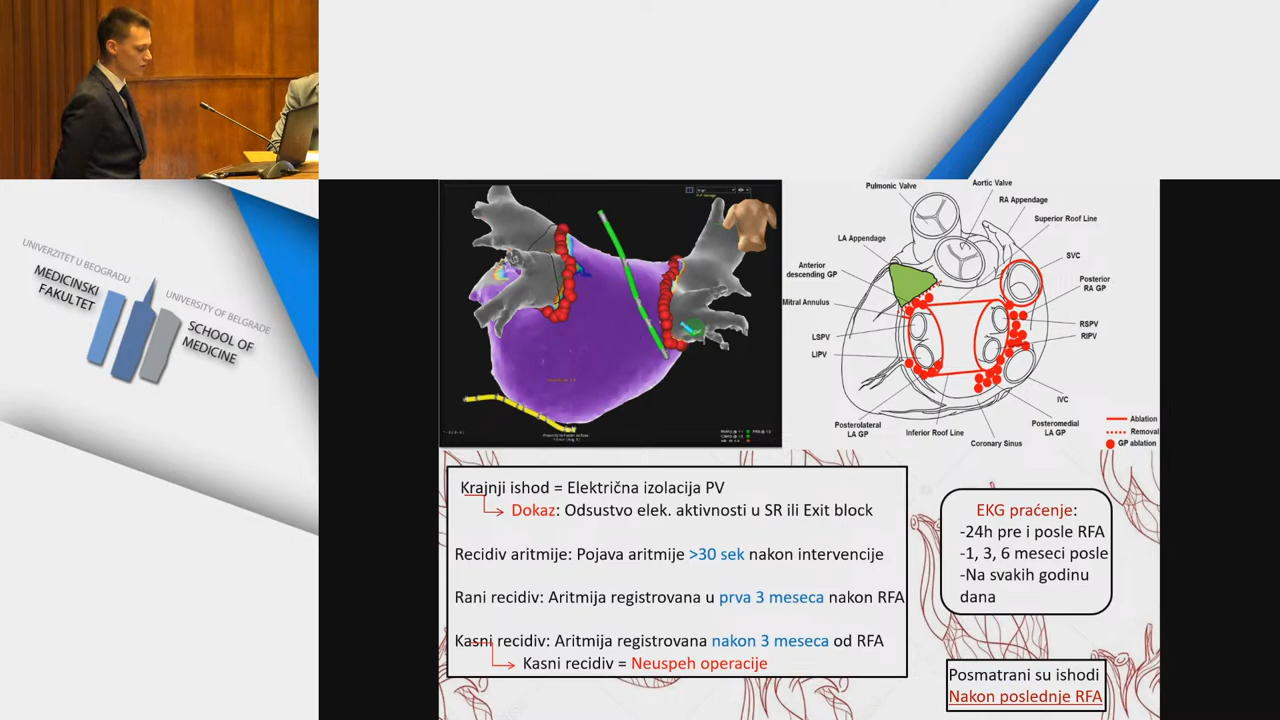 UNIVERZITET U BEOGRADU
MEDICINSKI
FAKULTET
UNIVERSITY OF BELGRADE
SCHOOL OF
MEDICINE
Pulmonic Valve
Aortic Valve
RA Appendage
Superior Roof Line
LA Appendage
SVC
Anterior
descending GP
Posterior
RA GP
Mitral Annulus
RSPV
LSPV
RIPV
LIPV
IVC
Posterolateral
LA GP
Inferior Roof Line
Coronary Sinus
Posteromedial
LA GP
Ablation
Removal
GP ablation
Krajnji ishod = Električna izolacija PV
Dokaz: Odsustvo elek. aktivnosti u SR ili Exit block
Recidiv aritmije: Pojava aritmije >30 sek nakon intervencije
Rani recidiv: Aritmija registrovana u prva 3 meseca nakon RFA
Kasni recidiv: Aritmija registrovana nakon 3 meseca od RFA
Kasni recidiv = Neuspeh operacije
EKG praćenje:
-24h pre i posle RFA
-1, 3, 6 meseci posle
-Na svakih godinu
dana
Posmatrani su ishodi
Nakon poslednje RFA